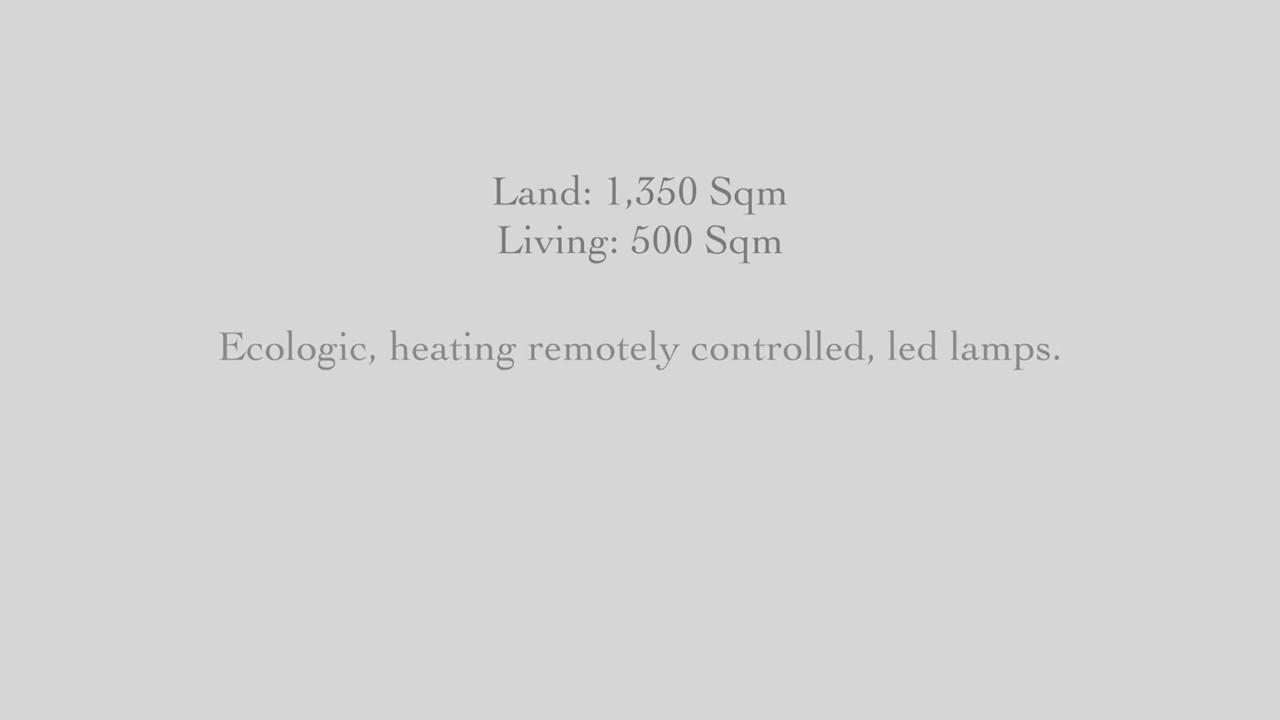 Land: 1,350 Sqm
Living: 500 Sqm
Ecologic, heating remotely controlled, led lamps.